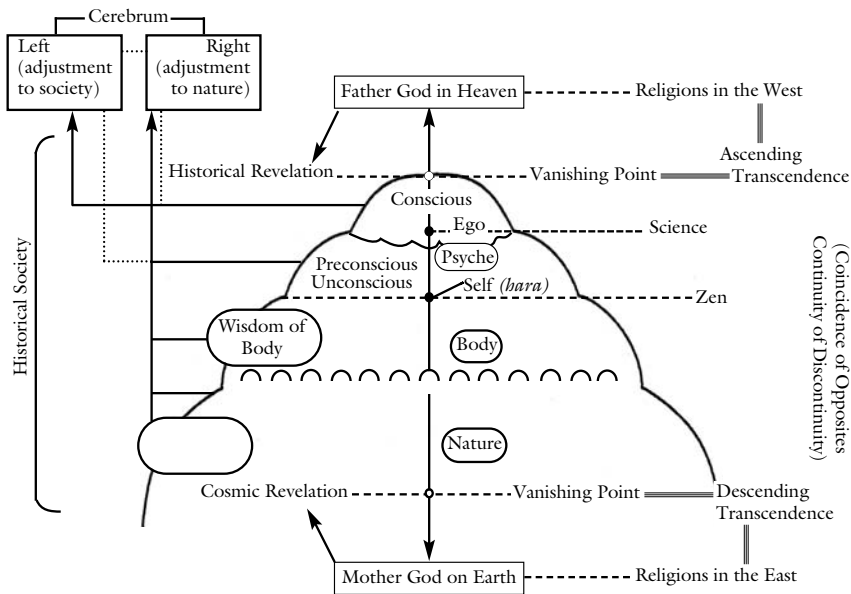 Cerebrum
Left
(adjustment
to society)
Right
(adjustment
to nature)
Father God in Heaven
Religions in the West
Historical Revelation
Vanishing Point
Ascending
Transcendence
Conscious
Ego
Science
Psyche
Preconscious
Unconscious
Self (hara)
Zen
Historical Society
Wisdom of
Body
Body
(Coincidence of Opposites
Continuity of Discontinuity)
Nature
Cosmic Revelation
Vanishing Point
Descending
Transcendence
Mother God on Earth
Religions in the East